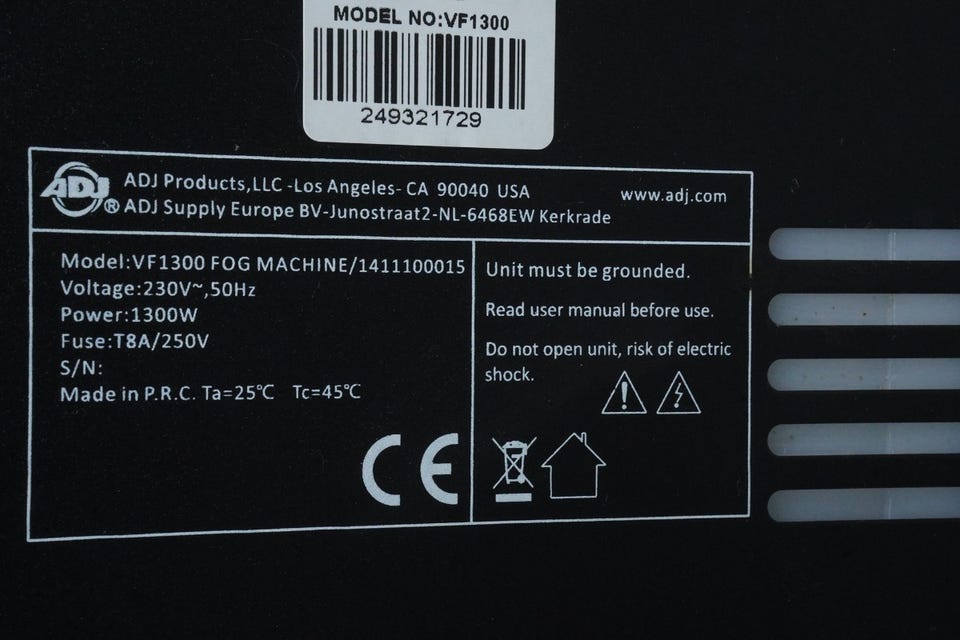 MODEL NO:VF1300
249321729
ADJ
®
ADJ Products,LLC -Los Angeles- CA 90040 USA
www.adj.com
ADJ Supply Europe BV-Junostraat2-NL-6468EW Kerkrade
Model:VF1300 FOG MACHINE/1411100015
Voltage:230V~,50Hz
Power:1300W
Fuse:T8A/250V
S/N:
Made in P.R.C. Ta=25℃ Tc=45℃
CE
Unit must be grounded.
Read user manual before use.
Do not open unit, risk of electric
shock.